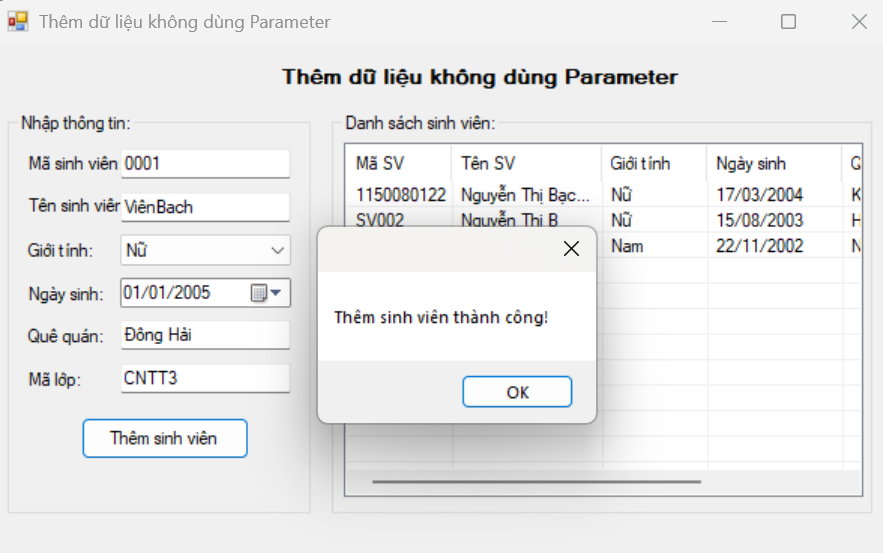 Thêm dữ liệu không dùng Parameter
Thêm dữ liệu không dùng Parameter
Nhập thông tin:
Mã sinh viên 0001
Tên sinh viên ViênBach
Giới tính: Nữ
Ngày sinh: 01/01/2005
Quê quán: Đông Hải
Mã lớp: CNTT3
Thêm sinh viên
Danh sách sinh viên:
Mã SV Tên SV Giới tính Ngày sinh Q
1150080122 Nguyễn Thị Bạc... Nữ 17/03/2004 K
SV002 Nguyễn Thị B Nữ 15/08/2003 H
Nam 22/11/2002 N
Thêm sinh viên thành công!
OK